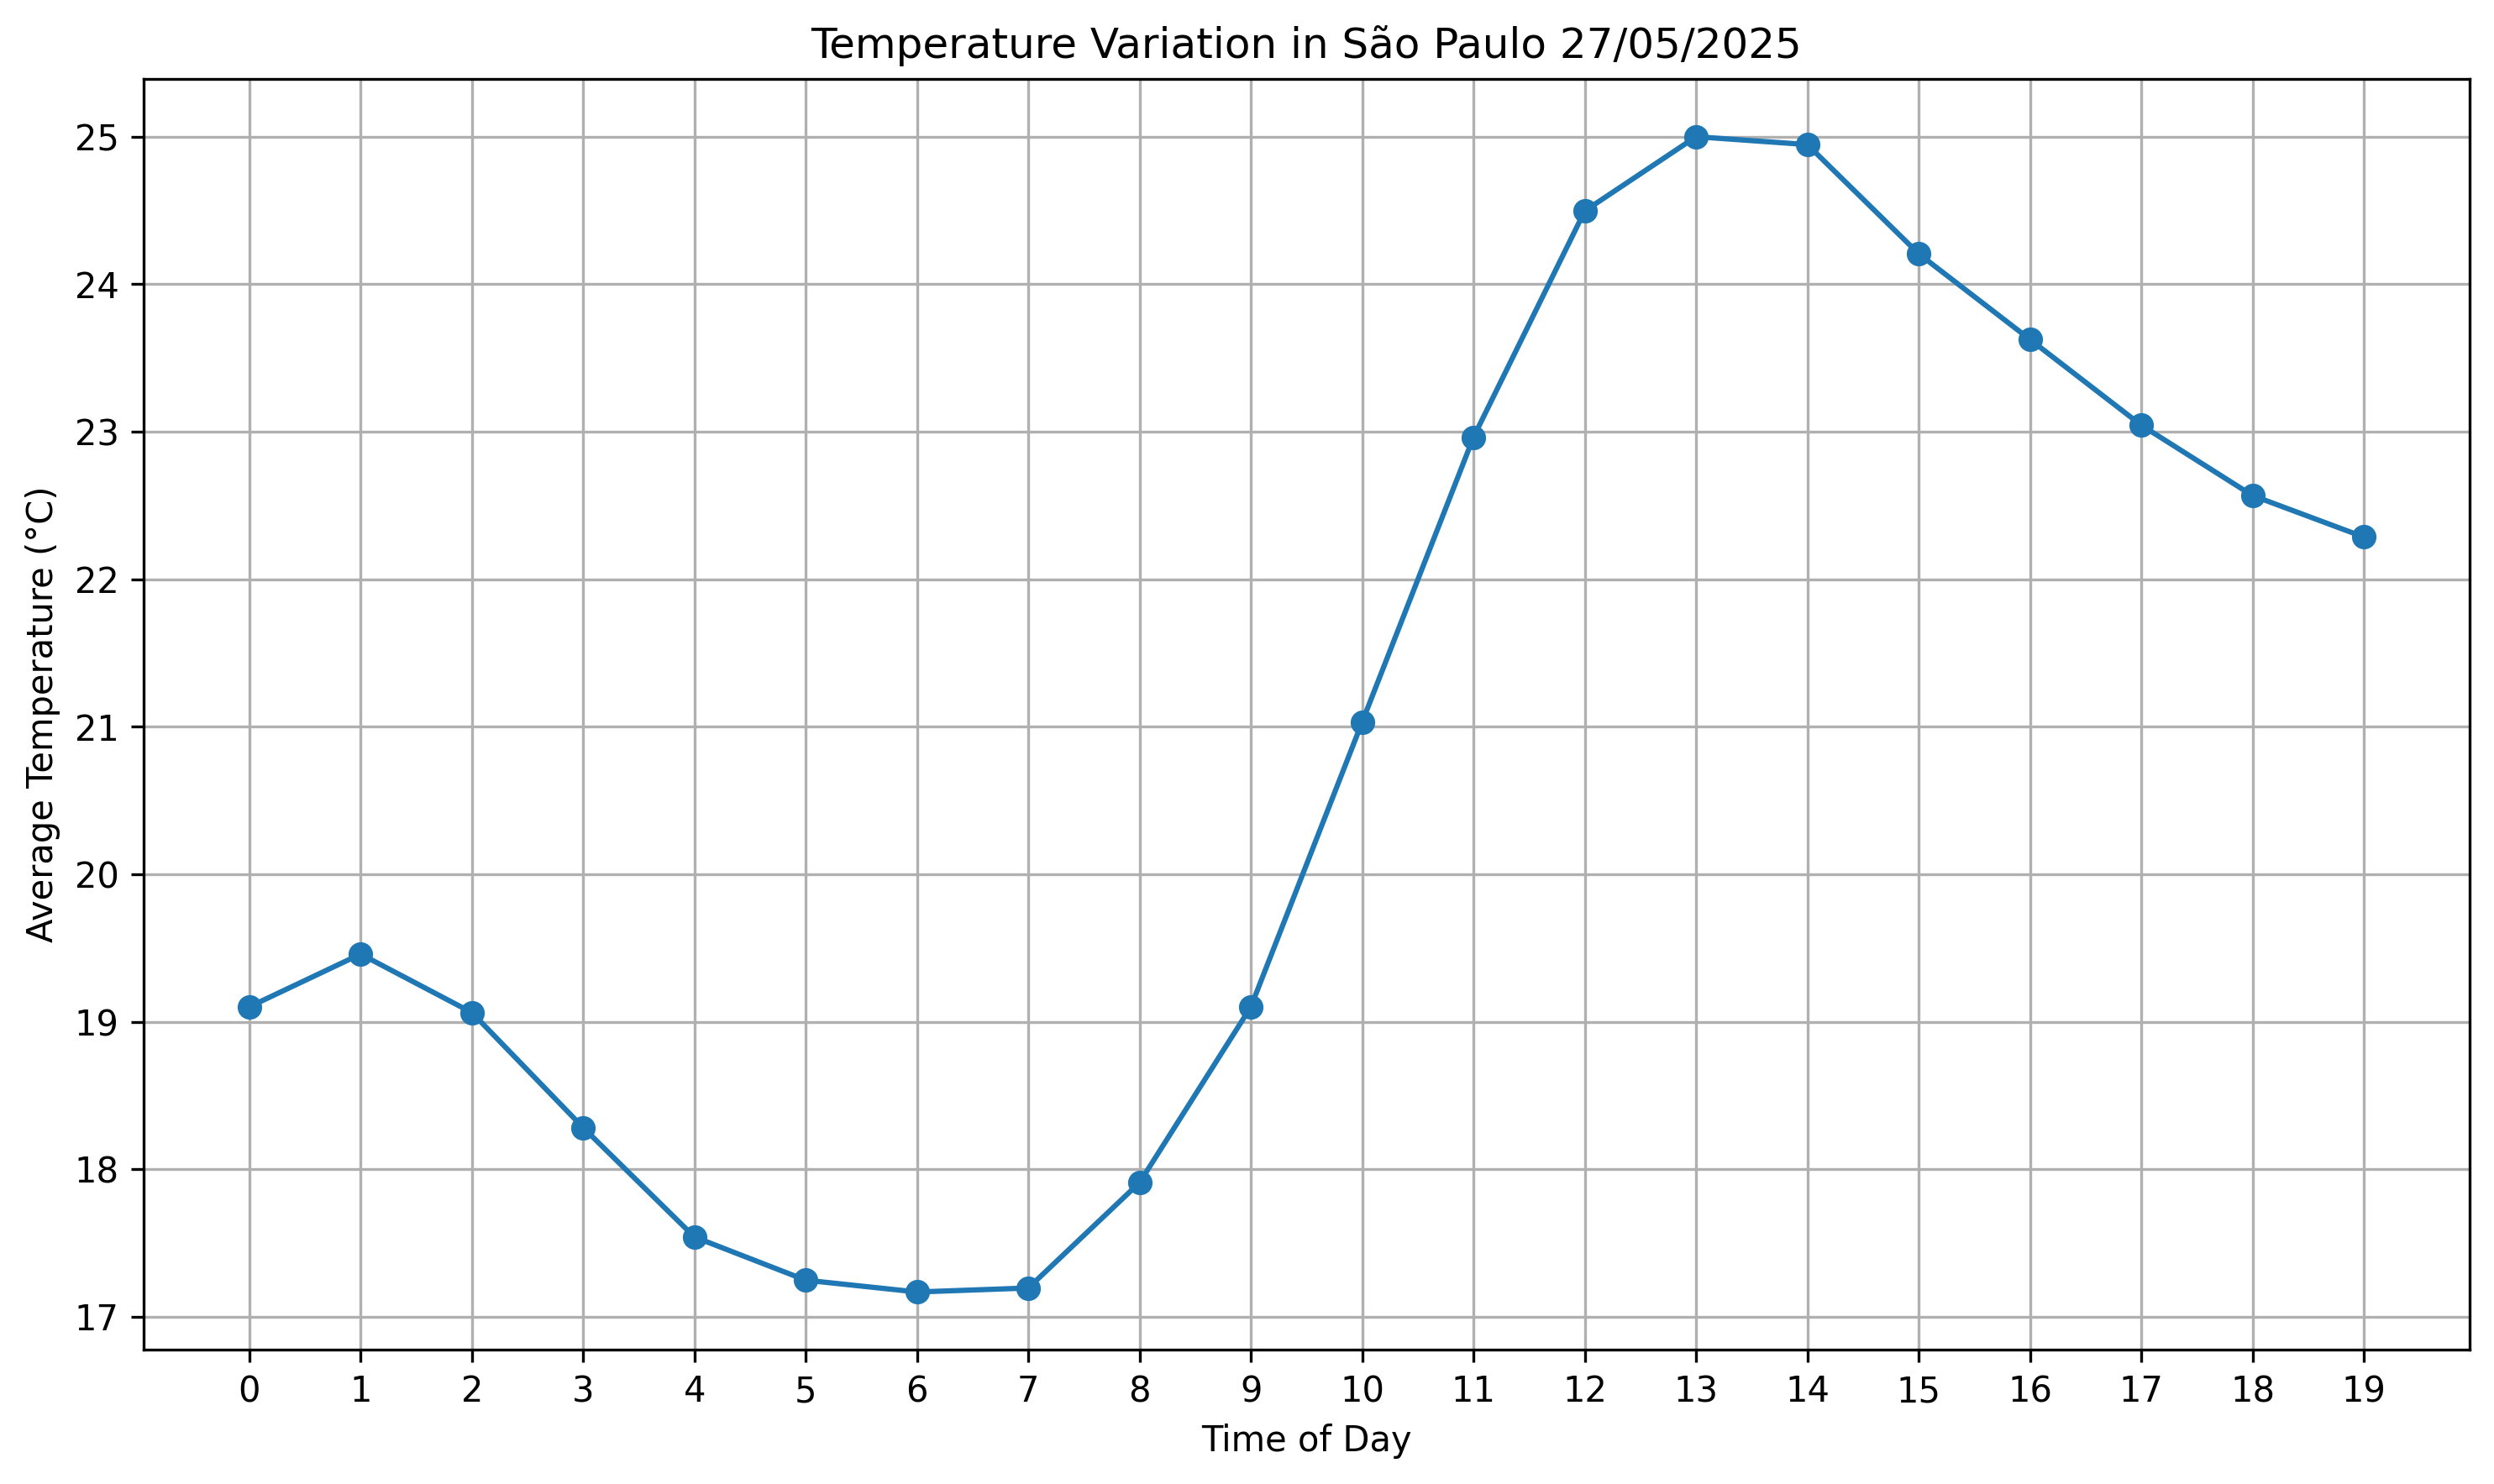 Temperature Variation in São Paulo 27/05/2025
25
24
23
22
21
20
19
18
17
Average Temperature (°C)
0 1 2 3 4 5 6 7 8 9 10 11 12 13 14 15 16 17 18 19
Time of Day